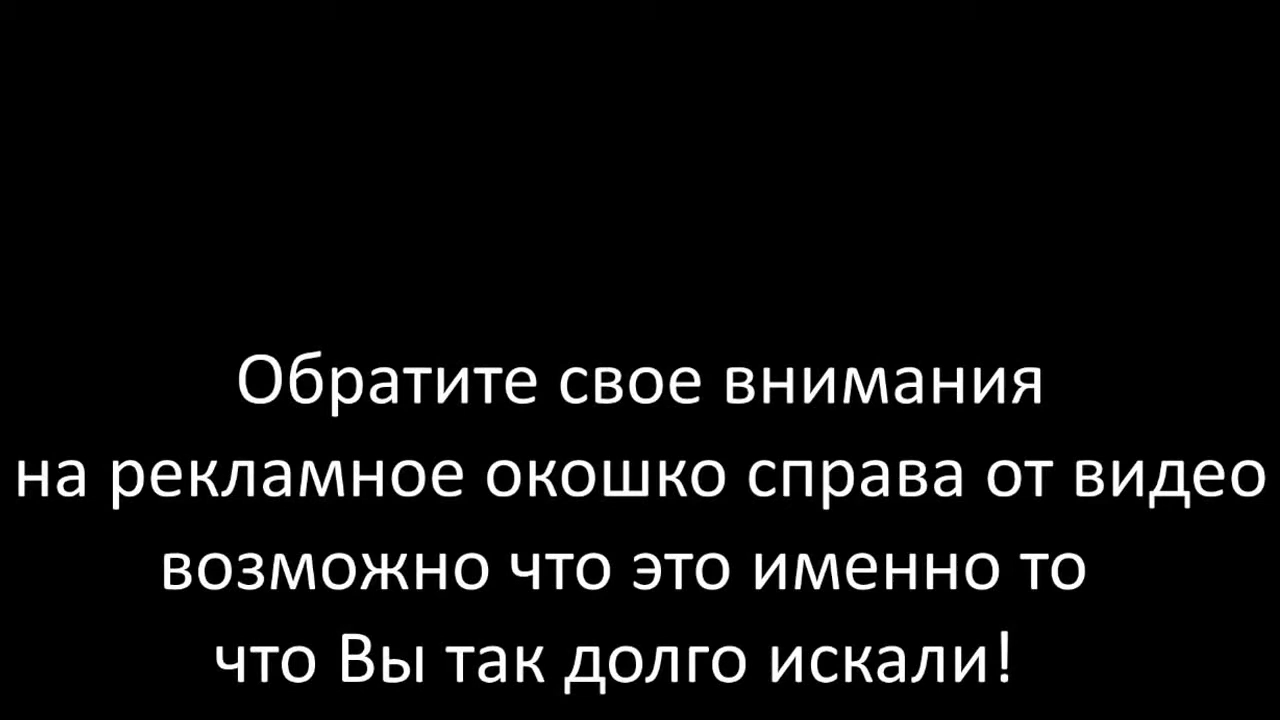 Обратите свое внимания
на рекламное окошко справа от видео
возможно что это именно то
что Вы так долго искали!